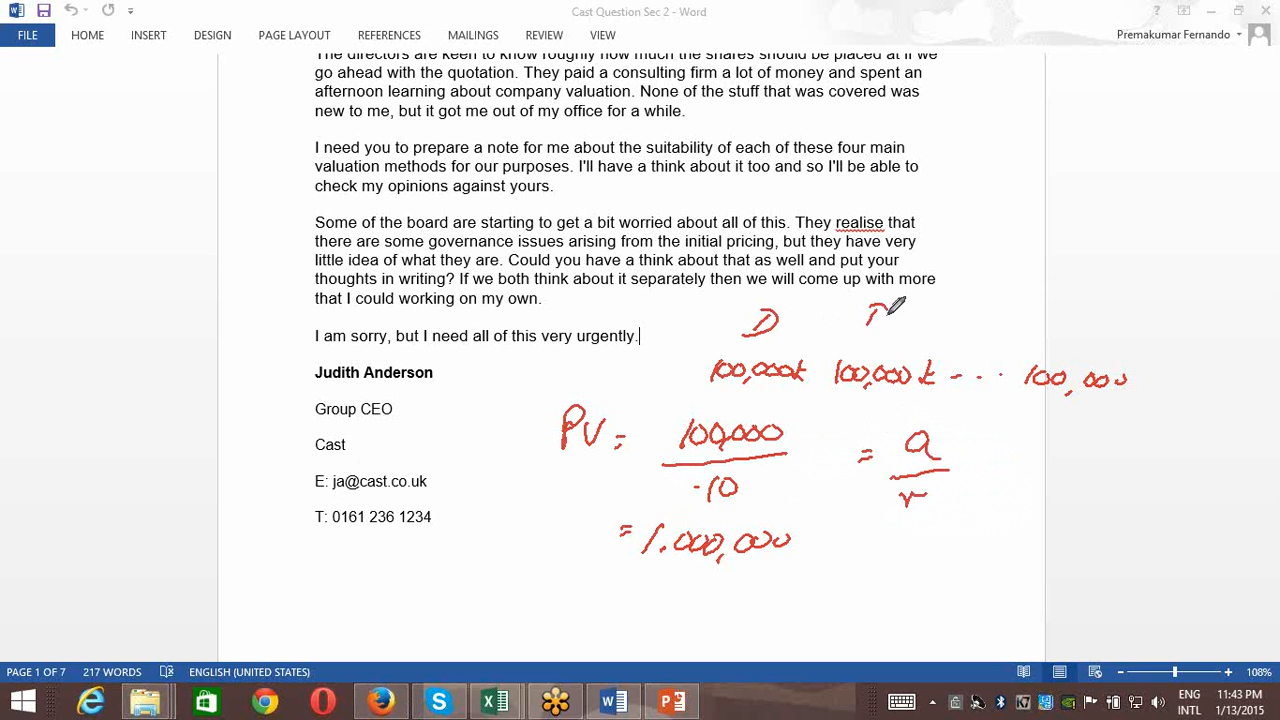 Cast Question Sec 2 - Word
FILE HOME INSERT DESIGN PAGE LAYOUT REFERENCES MAILINGS REVIEW VIEW Premakumar Fernando
The directors are keen to know roughly how much the shares should be placed at if we
go ahead with the quotation. They paid a consulting firm a lot of money and spent an
afternoon learning about company valuation. None of the stuff that was covered was
new to me, but it got me out of my office for a while.
I need you to prepare a note for me about the suitability of each of these four main
valuation methods for our purposes. I'll have a think about it too and so I'll be able to
check my opinions against yours.
Some of the board are starting to get a bit worried about all of this. They realise that
there are some governance issues arising from the initial pricing, but they have very
little idea of what they are. Could you have a think about that as well and put your
thoughts in writing? If we both think about it separately then we will come up with more
that I could working on my own.
I am sorry, but I need all of this very urgently.
D
100,000 100,000 - - - - 100,000
Judith Anderson
Group CEO
PV = 100,000 = a
.10 r
= 1.000,000
Cast
E: ja@cast.co.uk
T: 0161 236 1234
PAGE 1 OF 7 217 WORDS ENGLISH (UNITED STATES) 108%
ENG 11:43 PM
INTL 1/13/2015